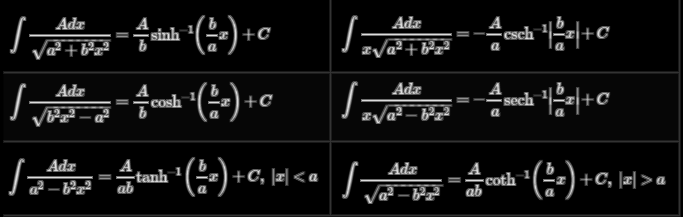 ∫ Adx / √(a² + b²x²) = A/b sinh⁻¹(b/a x) + C
∫ Adx / x√(a² + b²x²) = −A/a csch⁻¹|b/a x| + C
∫ Adx / √(b²x² − a²) = A/b cosh⁻¹(b/a x) + C
∫ Adx / x√(a² − b²x²) = −A/a sech⁻¹|b/a x| + C
∫ Adx / a² − b²x² = A/ab tanh⁻¹(b/a x) + C, |x| < a
∫ Adx / √(a² − b²x²) = A/ab coth⁻¹(b/a x) + C, |x| > a